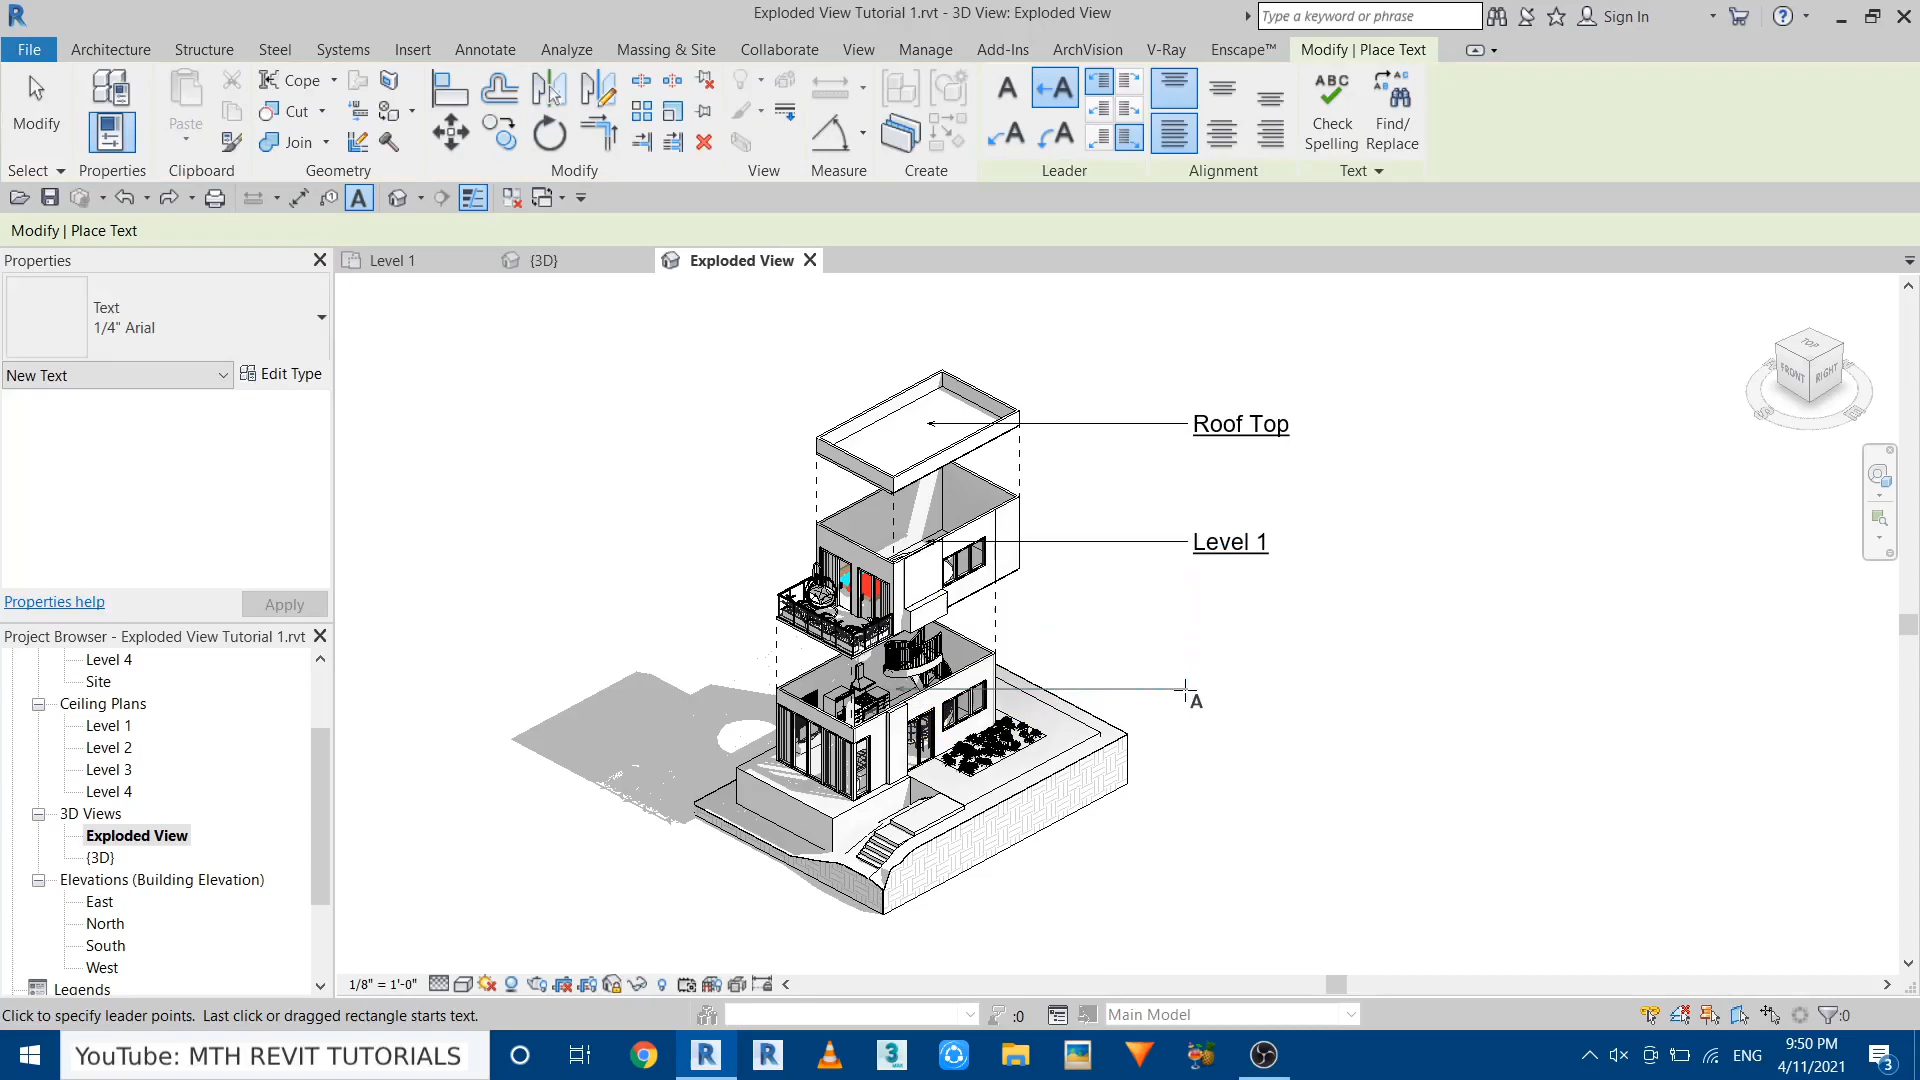 Exploded View Tutorial 1.rvt - 3D View: Exploded View
Type a keyword or phrase
Sign In
File
Architecture
Structure
Steel
Systems
Insert
Annotate
Analyze
Massing & Site
Collaborate
View
Manage
Add-Ins
ArchVision
V-Ray
Enscape™
Modify | Place Text
Modify
Paste
Cope
Cut
Join
ABC
Check
Spelling
Find/
Replace
Select
Properties
Clipboard
Geometry
Modify
View
Measure
Create
Leader
Alignment
Text
Modify | Place Text
Properties
Level 1
{3D}
Exploded View
Text
1/4" Arial
New Text
Edit Type
Properties help
Apply
Project Browser - Exploded View Tutorial 1.rvt
Level 4
Site
Ceiling Plans
Level 1
Level 2
Level 3
Level 4
3D Views
Exploded View
{3D}
Elevations (Building Elevation)
East
North
South
West
Legends
Roof Top
Level 1
A
TOP
FRONT
RIGHT
1/8" = 1'-0"
Click to specify leader points. Last click or dragged rectangle starts text.
:0
Main Model
:0
YouTube: MTH REVIT TUTORIALS
ENG
9:50 PM
4/11/2021
3